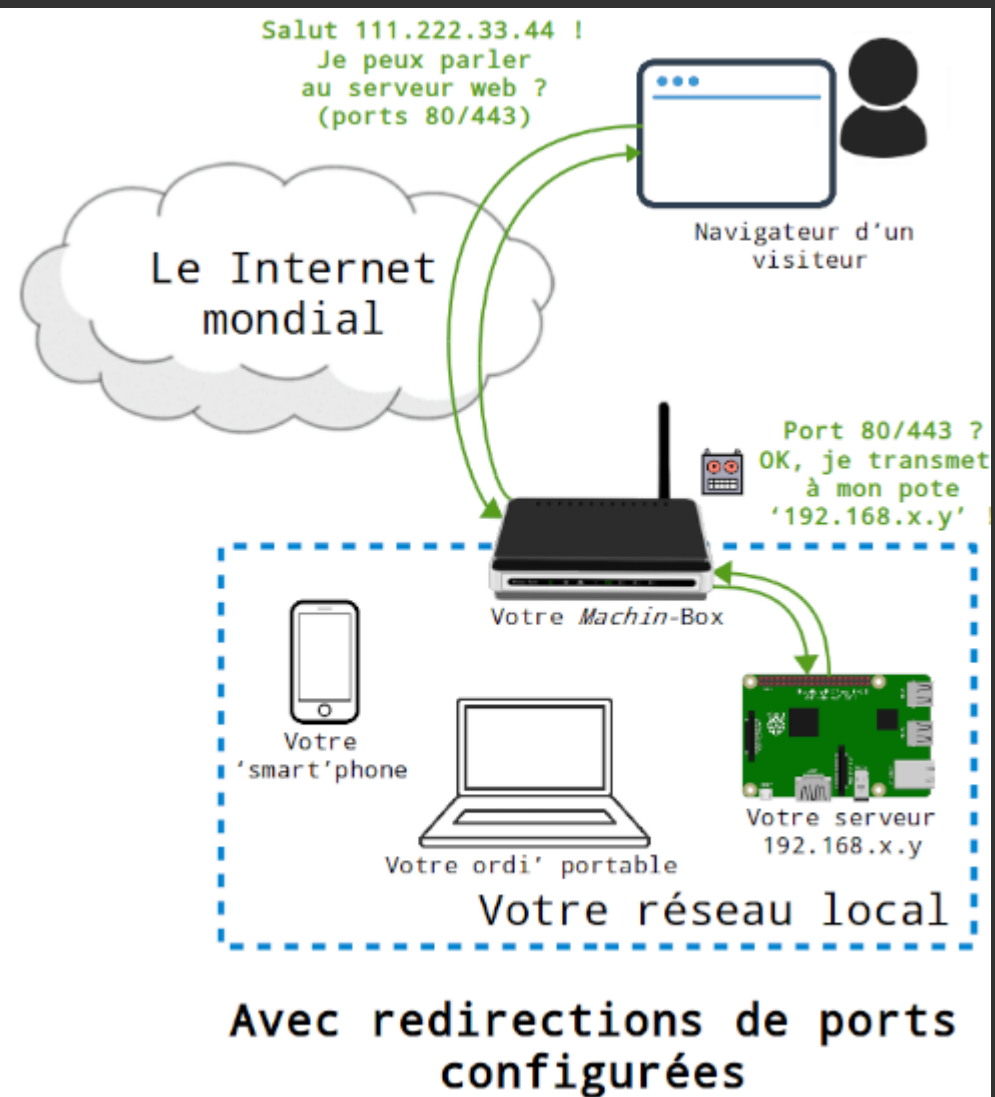 Salut 111.222.33.44 !
Je peux parler
au serveur web ?
(ports 80/443)
Navigateur d’un
visiteur
Le Internet
mondial
Port 80/443 ?
OK, je transmet
à mon pote
‘192.168.x.y’ !
Votre Machin-Box
Votre
‘smart’phone
Votre ordi’ portable
Votre serveur
192.168.x.y
Votre réseau local
Avec redirections de ports
configurées